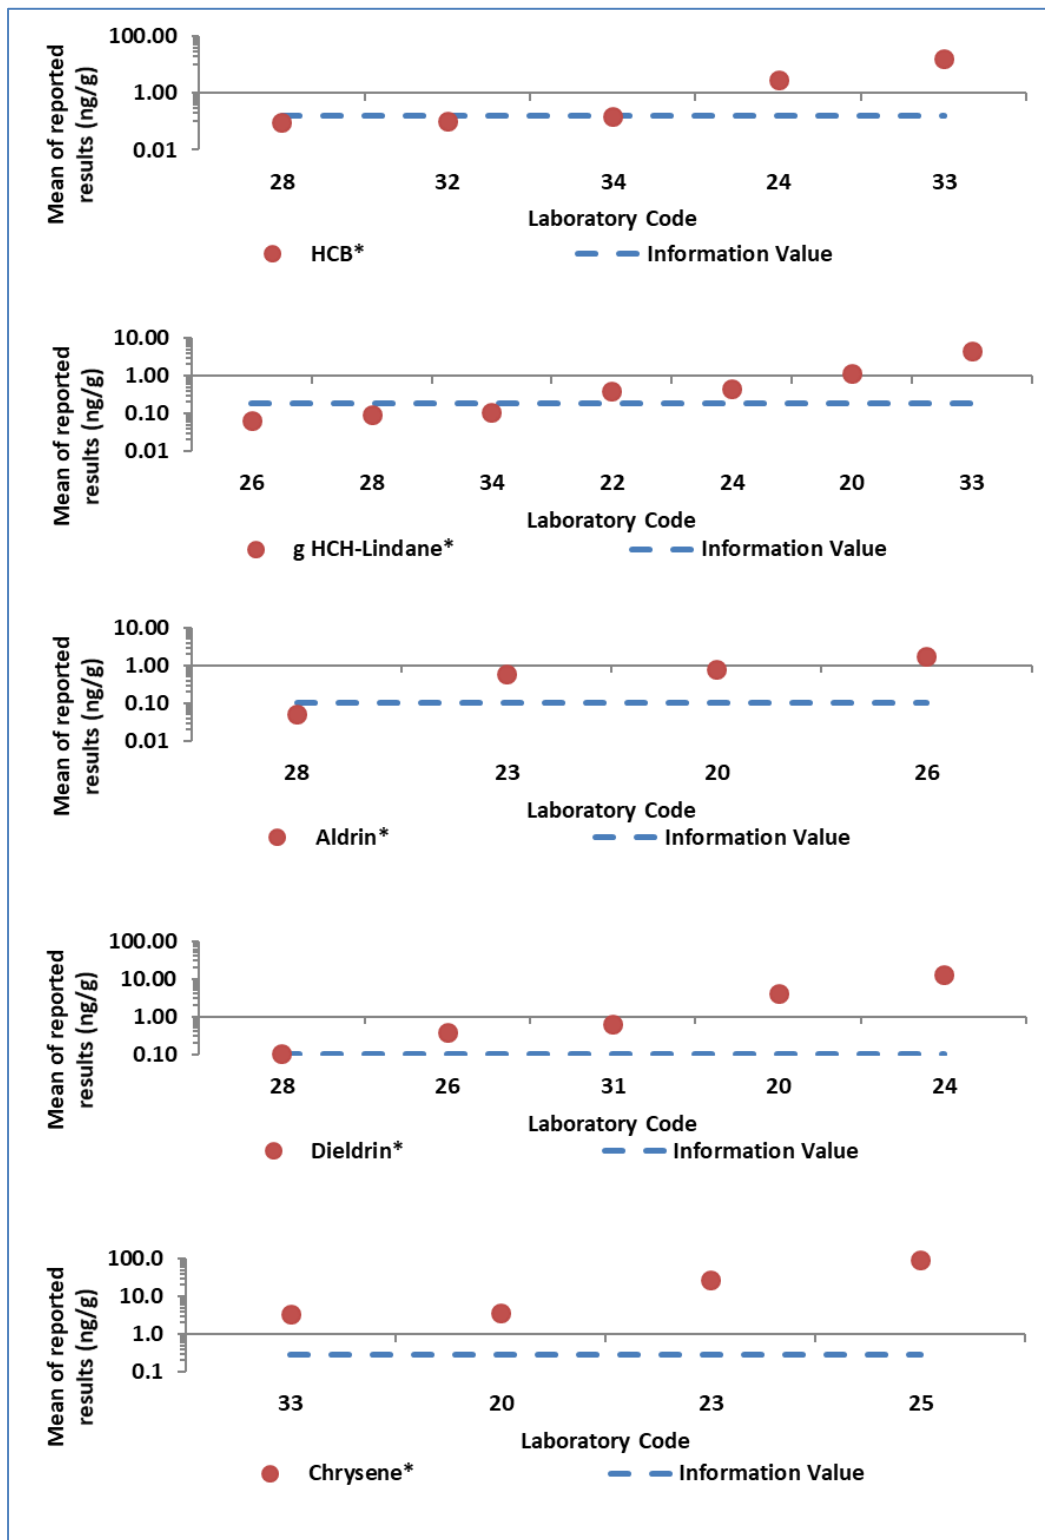 Mean of reported
results (ng/g)
100.00
1.00
0.01
28 32 34 24 33
Laboratory Code
HCB* Information Value
Mean of reported
results (ng/g)
10.00
1.00
0.10
0.01
26 28 34 22 24 20 33
Laboratory Code
g HCH-Lindane* Information Value
Mean of reported
results (ng/g)
10.00
1.00
0.10
0.01
28 23 20 26
Laboratory Code
Aldrin* Information Value
Mean of reported
results (ng/g)
100.00
10.00
1.00
0.10
28 26 31 20 24
Laboratory Code
Dieldrin* Information Value
Mean of reported
results (ng/g)
100.0
10.0
1.0
0.1
33 20 23 25
Laboratory Code
Chrysene* Information Value